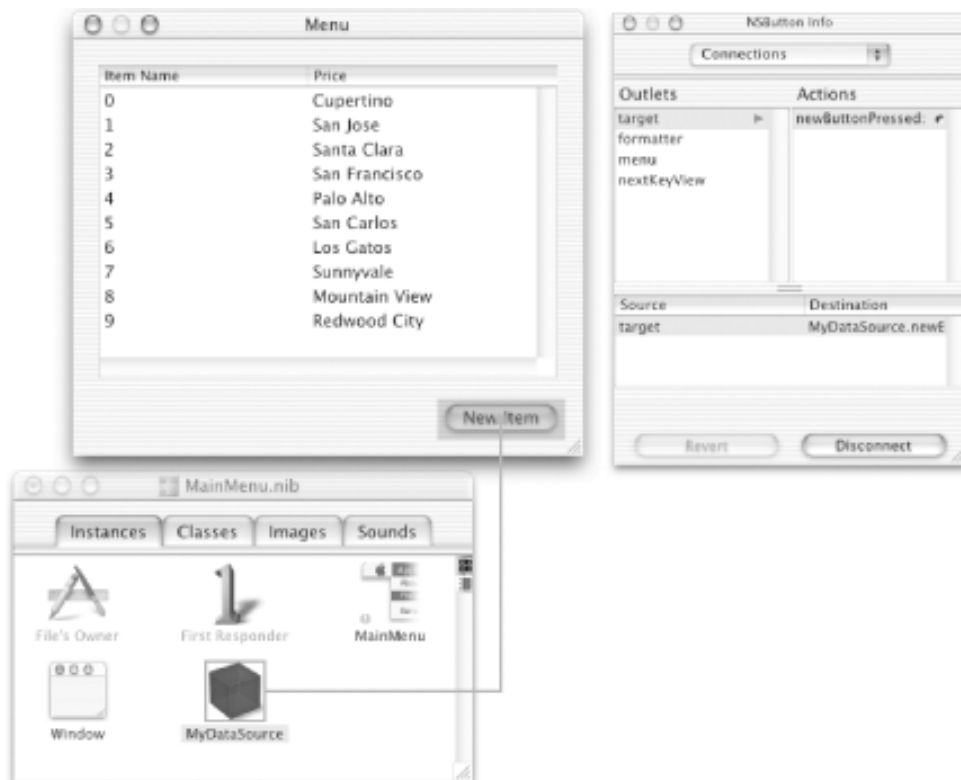 Menu
Item Name Price
0 Cupertino
1 San Jose
2 Santa Clara
3 San Francisco
4 Palo Alto
5 San Carlos
6 Los Gatos
7 Sunnyvale
8 Mountain View
9 Redwood City
New Item
NSButton Info
Connections
Outlets Actions
target newButtonPressed:
formatter
menu
nextKeyView
Source Destination
target MyDataSource.newB
Revert Disconnect
MainMenu.nib
Instances Classes Images Sounds
File's Owner First Responder MainMenu
Window MyDataSource